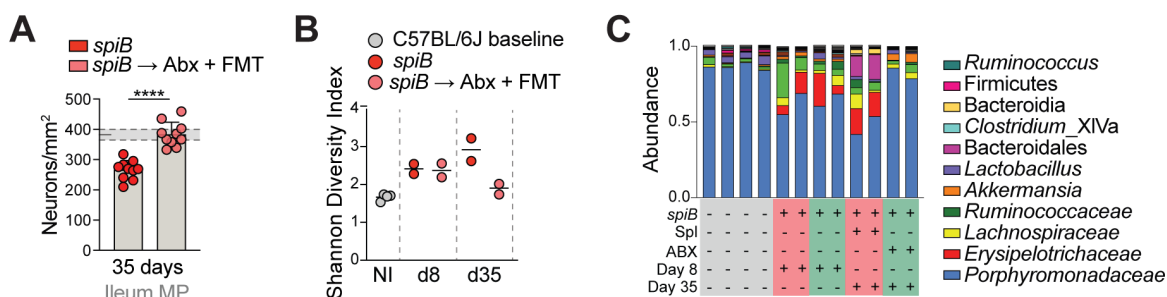 A
spiB
spiB → Abx + FMT
Neurons/mm²
500
400
300
200
100
0
****
35 days
Ileum MP
B
C57BL/6J baseline
spiB
spiB → Abx + FMT
Shannon Diversity Index
4
3
2
1
0
NI d8 d35
C
Abundance
1.0
0.0
Ruminococcus
Firmicutes
Bacteroidia
Clostridium_XIVa
Bacteroidales
Lactobacillus
Akkermansia
Ruminococcaceae
Lachnospiraceae
Erysipelotrichaceae
Porphyromonadaceae
spiB - - - - + + + + + + + +
Spl - - - - - - - - + + - -
ABX - - - - - - - - - - + +
Day 8 - - - - + + + + - - - -
Day 35 - - - - - - - - + + + +